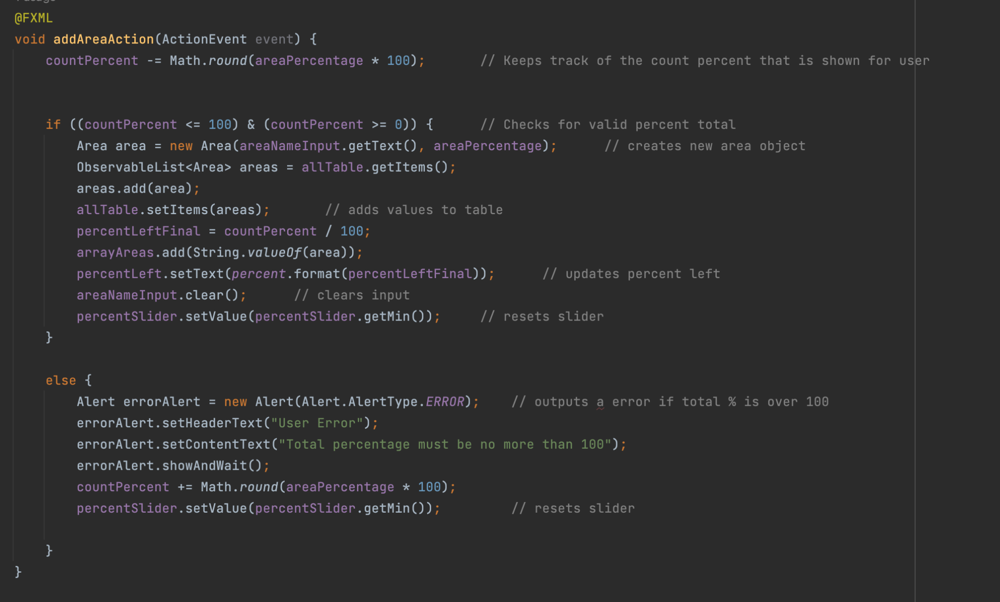 @FXML
void addAreaAction(ActionEvent event) {
countPercent -= Math.round(areaPercentage * 100); // Keeps track of the count percent that is shown for user
if ((countPercent <= 100) & (countPercent >= 0)) { // Checks for valid percent total
Area area = new Area(areaNameInput.getText(), areaPercentage); // creates new area object
ObservableList<Area> areas = allTable.getItems();
areas.add(area);
allTable.setItems(areas); // adds values to table
percentLeftFinal = countPercent / 100;
arrayAreas.add(String.valueOf(area));
percentLeft.setText(percent.format(percentLeftFinal)); // updates percent left
areaNameInput.clear(); // clears input
percentSlider.setValue(percentSlider.getMin()); // resets slider
}
else {
Alert errorAlert = new Alert(Alert.AlertType.ERROR); // outputs a error if total % is over 100
errorAlert.setHeaderText("User Error");
errorAlert.setContentText("Total percentage must be no more than 100");
errorAlert.showAndWait();
countPercent += Math.round(areaPercentage * 100);
percentSlider.setValue(percentSlider.getMin()); // resets slider
}
}